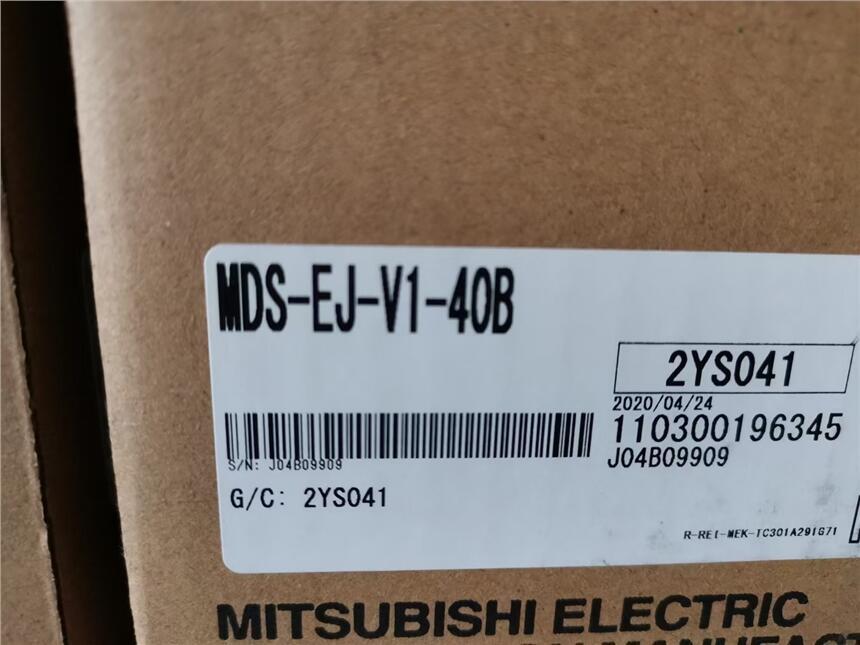 MDS-EJ-V1-40B
2YS041
2020/04/24
110300196345
J04B09909
S/N: J04B09909
G/C: 2YS041
R-REI-MEK-TC301A291G71
MITSUBISHI ELECTRIC